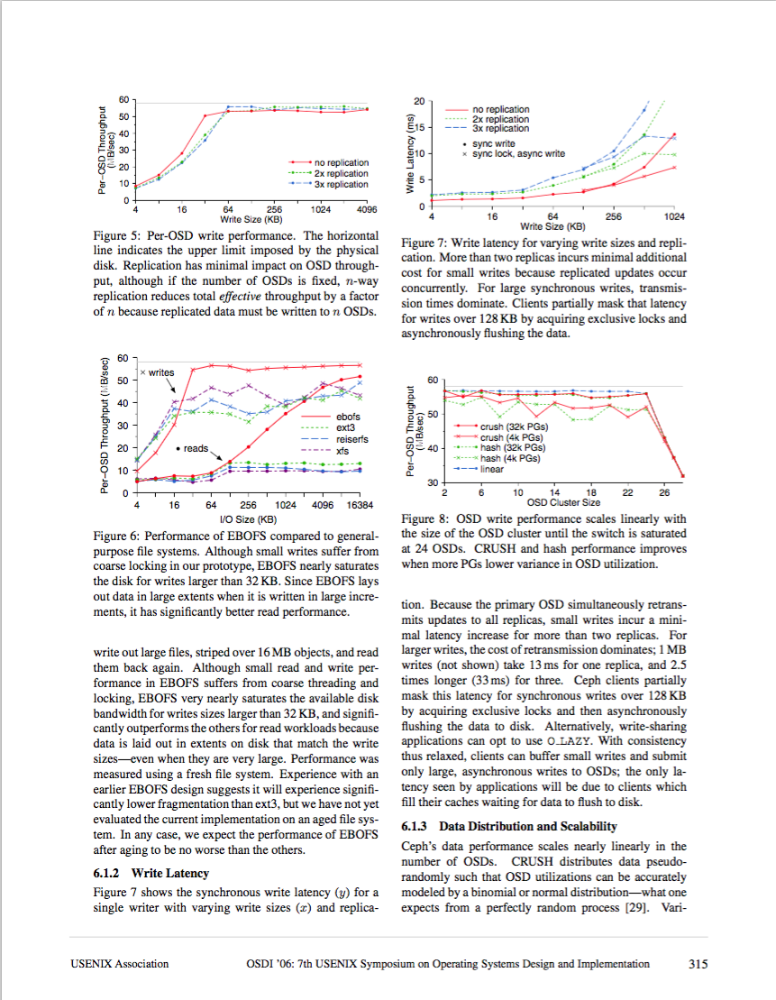 60
50
40
30
20
10
0
Per−OSD Throughput
(MB/sec)
no replication
2x replication
3x replication
4 16 64 256 1024 4096
Write Size (KB)
Figure 5: Per-OSD write performance. The horizontal
line indicates the upper limit imposed by the physical
disk. Replication has minimal impact on OSD through-
put, although if the number of OSDs is fixed, n-way
replication reduces total effective throughput by a factor
of n because replicated data must be written to n OSDs.
60
50
40
30
20
10
0
Per−OSD Throughput (MB/sec)
writes
reads
ebofs
ext3
reiserfs
xfs
4 16 64 256 1024 4096 16384
I/O Size (KB)
Figure 6: Performance of EBOFS compared to general-
purpose file systems. Although small writes suffer from
coarse locking in our prototype, EBOFS nearly saturates
the disk for writes larger than 32 KB. Since EBOFS lays
out data in large extents when it is written in large incre-
ments, it has significantly better read performance.
write out large files, striped over 16 MB objects, and read
them back again. Although small read and write per-
formance in EBOFS suffers from coarse threading and
locking, EBOFS very nearly saturates the available disk
bandwidth for writes sizes larger than 32 KB, and signifi-
cantly outperforms the others for read workloads because
data is laid out in extents on disk that match the write
sizes—even when they are very large. Performance was
measured using a fresh file system. Experience with an
earlier EBOFS design suggests it will experience signifi-
cantly lower fragmentation than ext3, but we have not yet
evaluated the current implementation on an aged file sys-
tem. In any case, we expect the performance of EBOFS
after aging to be no worse than the others.
6.1.2 Write Latency
Figure 7 shows the synchronous write latency (y) for a
single writer with varying write sizes (x) and replica-
20
15
10
5
0
Write Latency (ms)
no replication
2x replication
3x replication
sync write
sync lock, async write
4 16 64 256 1024
Write Size (KB)
Figure 7: Write latency for varying write sizes and repli-
cation. More than two replicas incurs minimal additional
cost for small writes because replicated updates occur
concurrently. For large synchronous writes, transmis-
sion times dominate. Clients partially mask that latency
for writes over 128 KB by acquiring exclusive locks and
asynchronously flushing the data.
60
50
40
30
Per−OSD Throughput
(MB/sec)
crush (32k PGs)
crush (4k PGs)
hash (32k PGs)
hash (4k PGs)
linear
2 6 10 14 18 22 26
OSD Cluster Size
Figure 8: OSD write performance scales linearly with
the size of the OSD cluster until the switch is saturated
at 24 OSDs. CRUSH and hash performance improves
when more PGs lower variance in OSD utilization.
tion. Because the primary OSD simultaneously retrans-
mits updates to all replicas, small writes incur a mini-
mal latency increase for more than two replicas. For
larger writes, the cost of retransmission dominates; 1 MB
writes (not shown) take 13 ms for one replica, and 2.5
times longer (33 ms) for three. Ceph clients partially
mask this latency for synchronous writes over 128 KB
by acquiring exclusive locks and then asynchronously
flushing the data to disk. Alternatively, write-sharing
applications can opt to use O_LAZY. With consistency
thus relaxed, clients can buffer small writes and submit
only large, asynchronous writes to OSDs; the only la-
tency seen by applications will be due to clients which
fill their caches waiting for data to flush to disk.
6.1.3 Data Distribution and Scalability
Ceph's data performance scales nearly linearly in the
number of OSDs. CRUSH distributes data pseudo-
randomly such that OSD utilizations can be accurately
modeled by a binomial or normal distribution—what one
expects from a perfectly random process [29]. Vari-
USENIX Association OSDI '06: 7th USENIX Symposium on Operating Systems Design and Implementation 315